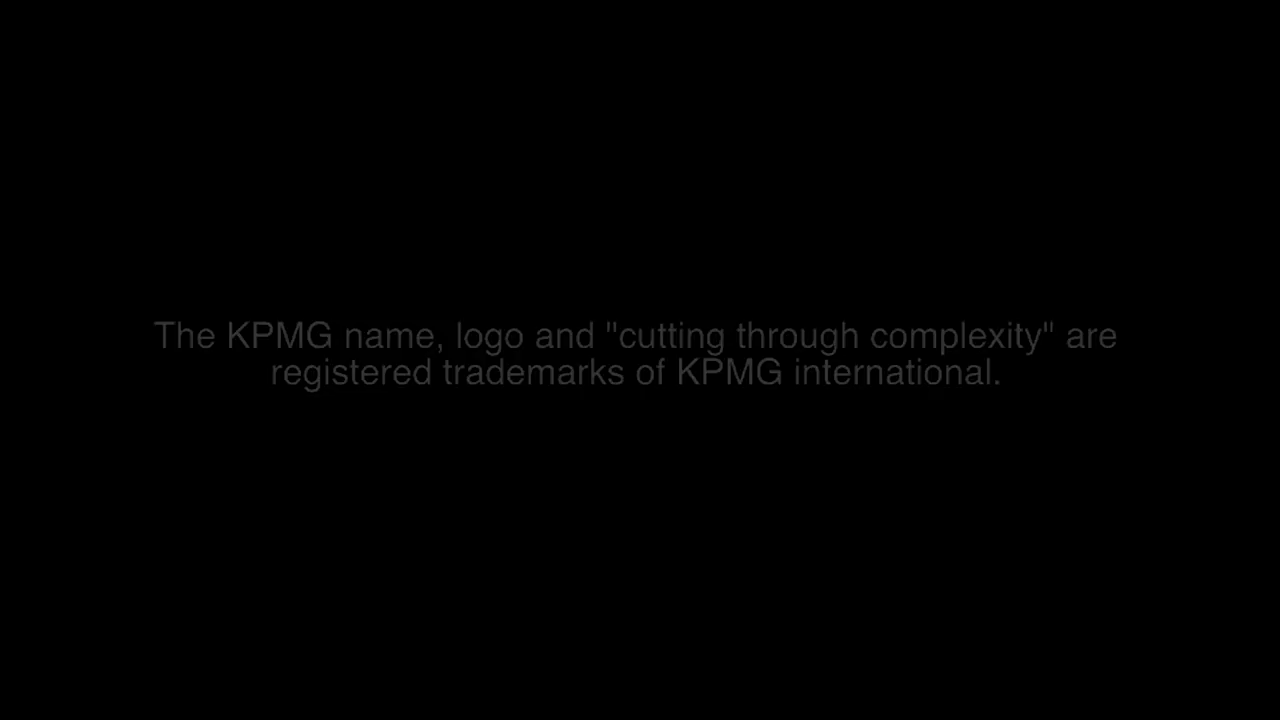 The KPMG name, logo and "cutting through complexity" are
registered trademarks of KPMG international.